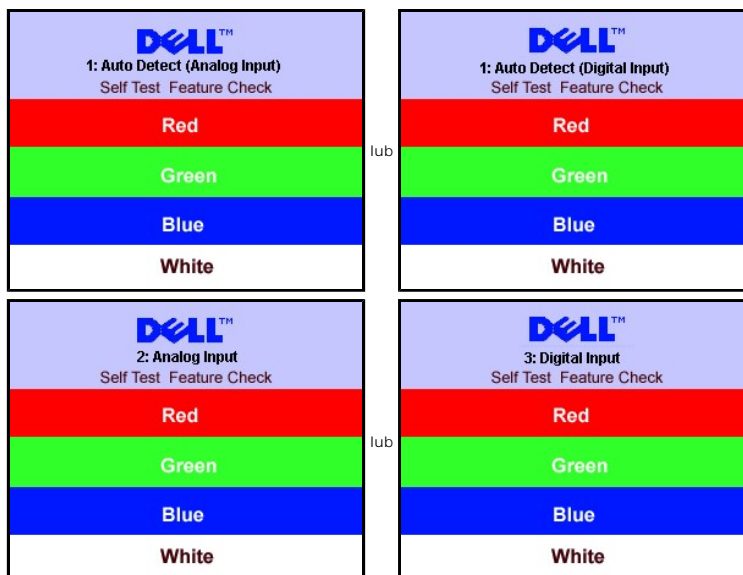 DELL™
1: Auto Detect (Analog Input)
Self Test Feature Check
Red
Green
Blue
White
lub
DELL™
1: Auto Detect (Digital Input)
Self Test Feature Check
Red
Green
Blue
White
DELL™
2: Analog Input
Self Test Feature Check
Red
Green
Blue
White
lub
DELL™
3: Digital Input
Self Test Feature Check
Red
Green
Blue
White